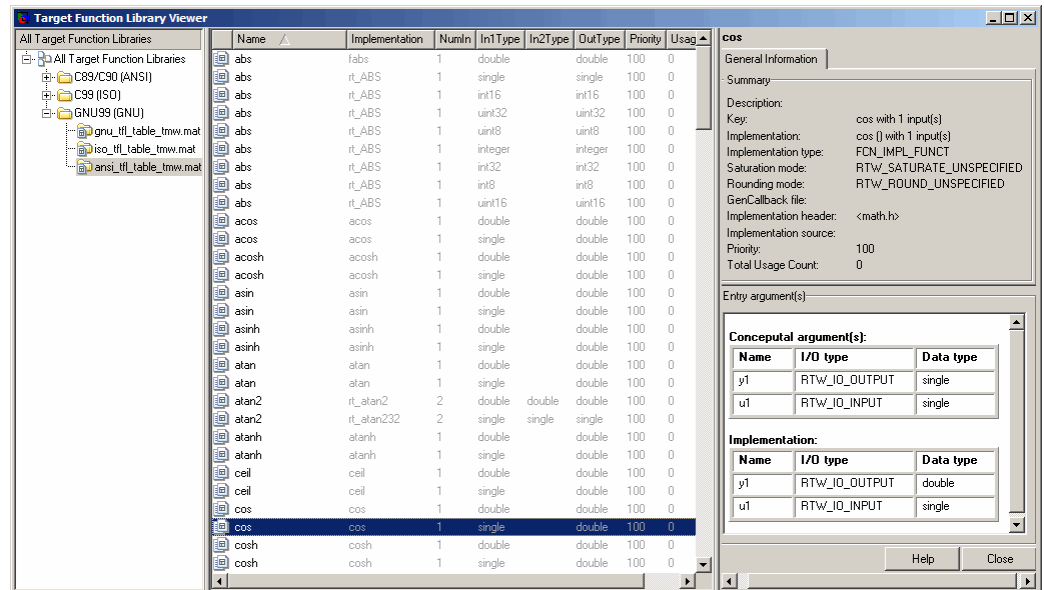 Target Function Library Viewer
All Target Function Libraries
All Target Function Libraries
C89/C90 (ANSI)
C99 (ISO)
GNU99 (GNU)
gnu_tfl_table_tmw.mat
iso_tfl_table_tmw.mat
ansi_tfl_table_tmw.mat
Name Implementation NumIn In1Type In2Type OutType Priority Usag
abs fabs 1 double double 100 0
abs rt_ABS 1 single single 100 0
abs rt_ABS 1 int16 int16 100 0
abs rt_ABS 1 uint32 uint32 100 0
abs rt_ABS 1 uint8 uint8 100 0
abs rt_ABS 1 integer integer 100 0
abs rt_ABS 1 int32 int32 100 0
abs rt_ABS 1 int8 int8 100 0
abs rt_ABS 1 uint16 uint16 100 0
acos acos 1 double double 100 0
acos acos 1 single double 100 0
acosh acosh 1 double double 100 0
acosh acosh 1 single double 100 0
asin asin 1 double double 100 0
asin asin 1 single double 100 0
asinh asinh 1 double double 100 0
asinh asinh 1 single double 100 0
atan atan 1 double double 100 0
atan atan 1 single double 100 0
atan2 rt_atan2 2 double double double 100 0
atan2 rt_atan232 2 single single single 100 0
atanh atanh 1 double double 100 0
atanh atanh 1 single double 100 0
ceil ceil 1 double double 100 0
ceil ceil 1 single double 100 0
cos cos 1 double double 100 0
cos cos 1 single double 100 0
cosh cosh 1 double double 100 0
cosh cosh 1 single double 100 0
cos
General Information
Summary
Description:
Key: cos with 1 input(s)
Implementation: cos () with 1 input(s)
Implementation type: FCN_IMPL_FUNCT
Saturation mode: RTW_SATURATE_UNSPECIFIED
Rounding mode: RTW_ROUND_UNSPECIFIED
GenCallback file:
Implementation header: <math.h>
Implementation source:
Priority: 100
Total Usage Count: 0
Entry argument(s)
Conceputal argument(s):
Name I/O type Data type
y1 RTW_IO_OUTPUT single
u1 RTW_IO_INPUT single
Implementation:
Name I/O type Data type
y1 RTW_IO_OUTPUT double
u1 RTW_IO_INPUT single
Help Close